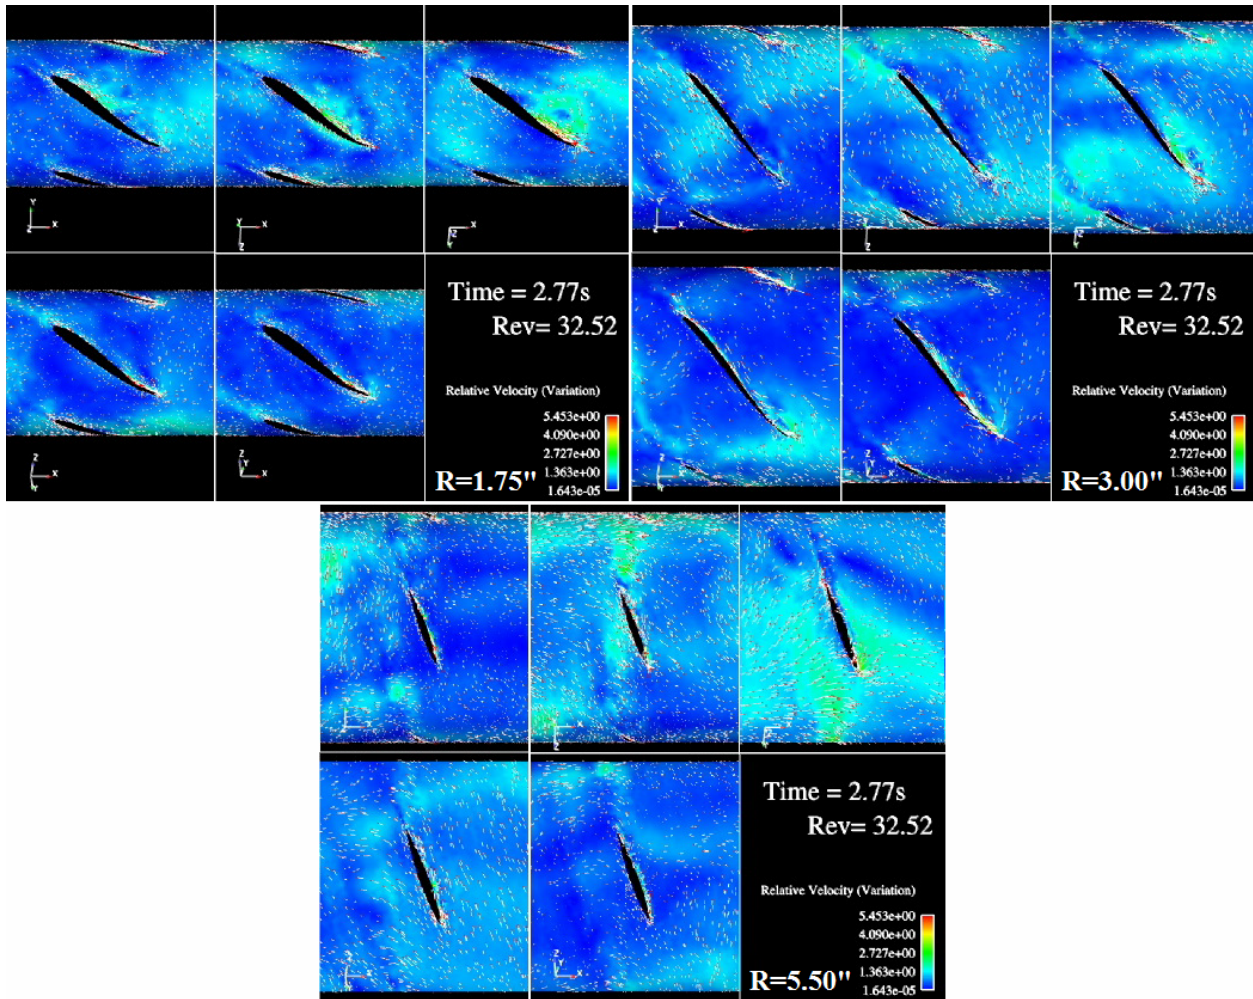 Time = 2.77s
Rev= 32.52
Relative Velocity (Variation)
5.453e+00
4.090e+00
2.727e+00
1.363e+00
1.643e-05
R=1.75"
Time = 2.77s
Rev= 32.52
Relative Velocity (Variation)
5.453e+00
4.090e+00
2.727e+00
1.363e+00
1.643e-05
R=3.00"
Time = 2.77s
Rev= 32.52
Relative Velocity (Variation)
5.453e+00
4.090e+00
2.727e+00
1.363e+00
1.643e-05
R=5.50"